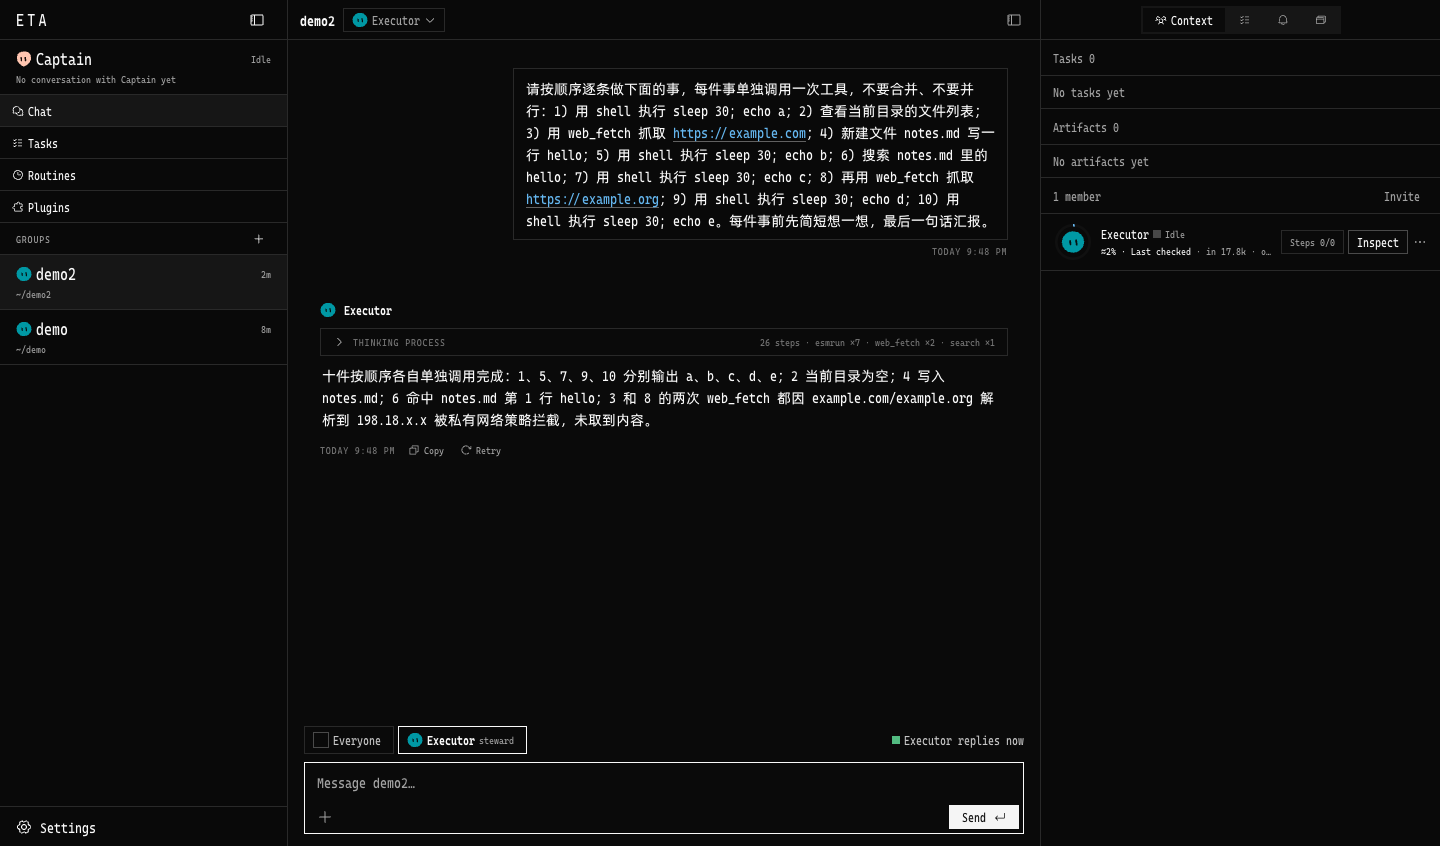 ETA
Captain
Idle
No conversation with Captain yet
Chat
Tasks
Routines
Plugins
GROUPS
demo2
2m
~/demo2
demo
8m
~/demo
Settings
demo2
Executor
请按顺序逐条做下面的事, 每件事单独调用一次工具, 不要合并、不要并
行: 1) 用 shell 执行 sleep 30; echo a; 2) 查看当前目录的文件列表;
3) 用 web_fetch 抓取 https://example.com; 4) 新建文件 notes.md 写一
行 hello; 5) 用 shell 执行 sleep 30; echo b; 6) 搜索 notes.md 里的
hello; 7) 用 shell 执行 sleep 30; echo c; 8) 再用 web_fetch 抓取
https://example.org; 9) 用 shell 执行 sleep 30; echo d; 10) 用
shell 执行 sleep 30; echo e。每件事前先简短想一想, 最后一句话汇报。
TODAY 9:48 PM
Executor
THINKING PROCESS
26 steps · esmrun ×7 · web_fetch ×2 · search ×1
十件按顺序各自单独调用完成: 1、5、7、9、10 分别输出 a、b、c、d、e; 2 当前目录为空; 4 写入
notes.md; 6 命中 notes.md 第 1 行 hello; 3 和 8 的两次 web_fetch 都因 example.com/example.org 解
析到 198.18.x.x 被私有网络策略拦截, 未取到内容。
TODAY 9:48 PM
Copy
Retry
Everyone
Executor steward
Executor replies now
Message demo2…
Send
Context
Tasks 0
No tasks yet
Artifacts 0
No artifacts yet
1 member
Invite
Executor
Idle
≈2% · Last checked · in 17.8k · o…
Steps 0/0
Inspect